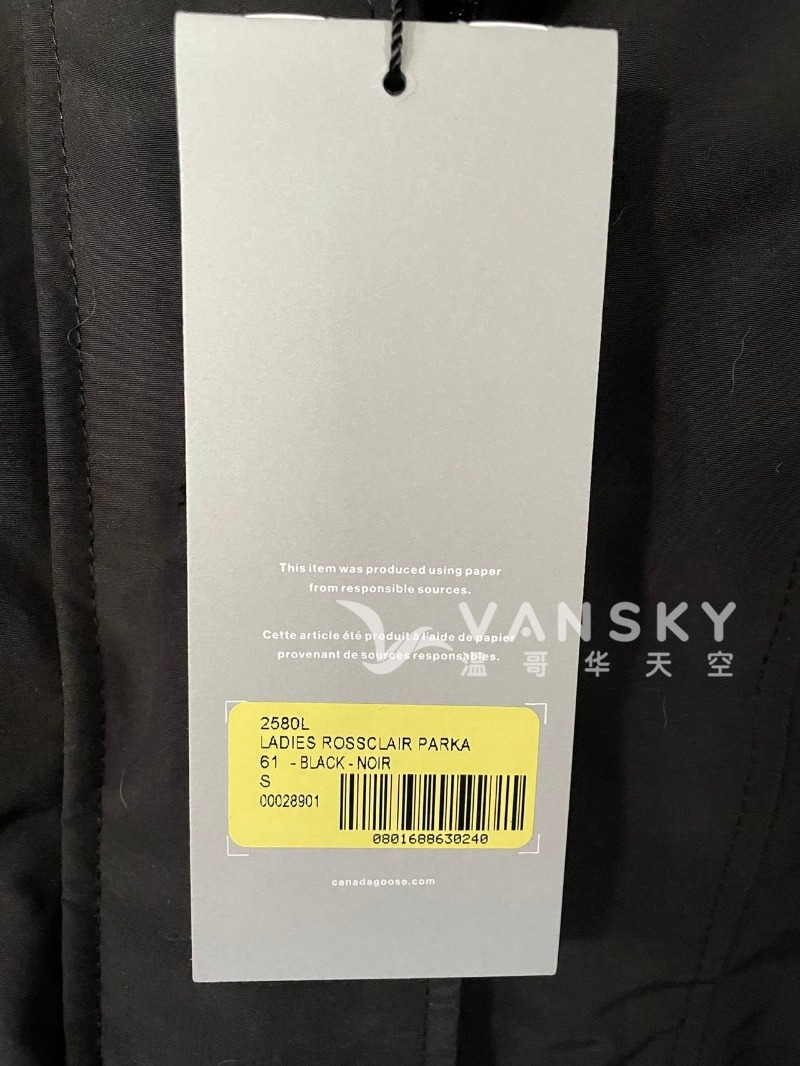 This item was produced using paper
from responsible sources.
Cette article été produit à l'aide de papier
provenant de sources responsables.
VANSKY
温哥华天空
2580L
LADIES ROSSCLAIR PARKA
61 - BLACK - NOIR
S
00028901
0801688630240
canadagoose.com